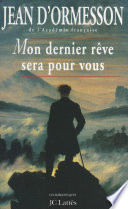 JEAN D'ORMESSON
de l'Académie française
Mon dernier rêve
sera pour vous
JC Lattès